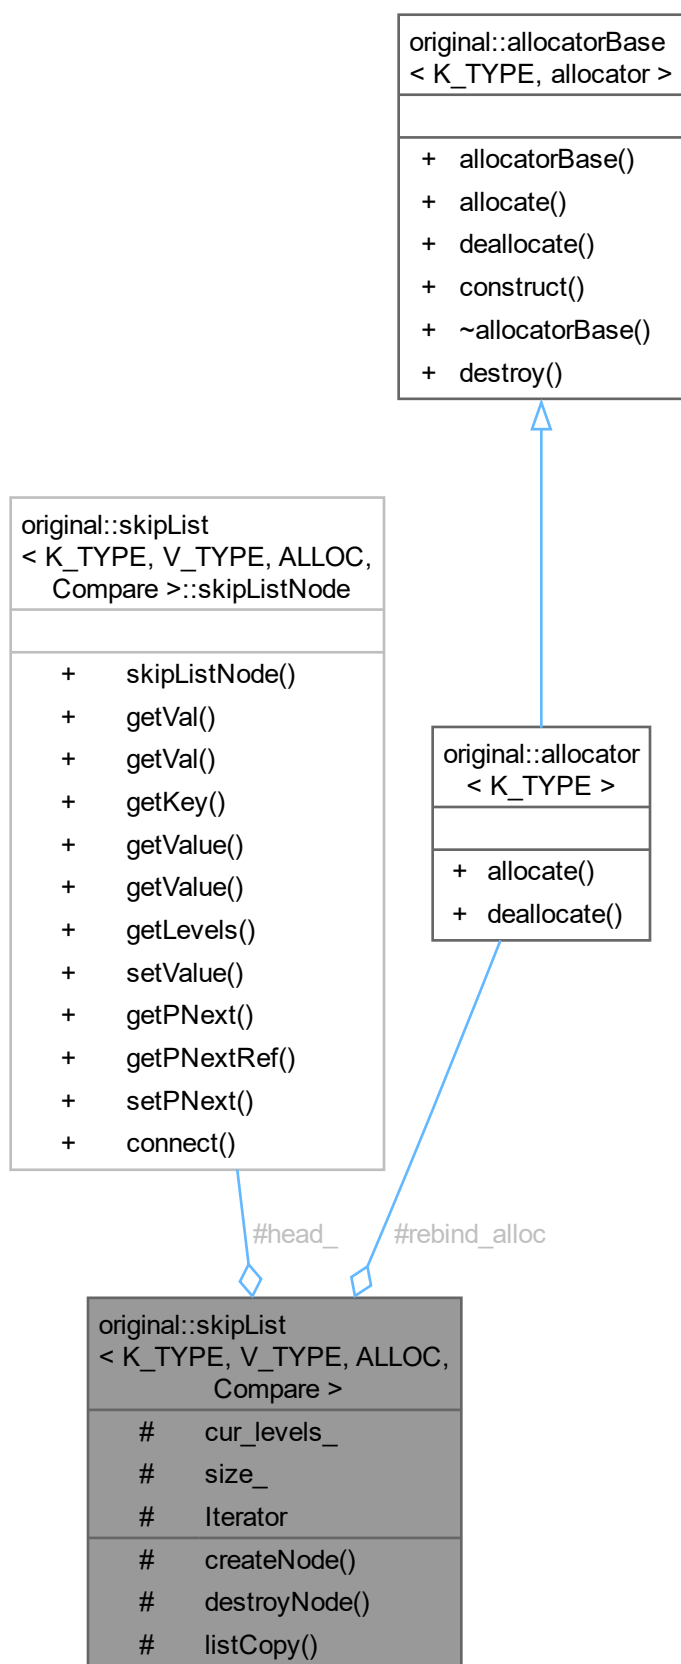 original::allocatorBase
< K_TYPE, allocator >
+ allocatorBase()
+ allocate()
+ deallocate()
+ construct()
+ ~allocatorBase()
+ destroy()
original::skipList
< K_TYPE, V_TYPE, ALLOC,
Compare >::skipListNode
+ skipListNode()
+ getVal()
+ getVal()
+ getKey()
+ getValue()
+ getValue()
+ getLevels()
+ setValue()
+ getPNext()
+ getPNextRef()
+ setPNext()
+ connect()
original::allocator
< K_TYPE >
+ allocate()
+ deallocate()
#head_
#rebind_alloc
original::skipList
< K_TYPE, V_TYPE, ALLOC,
Compare >
# cur_levels_
# size_
# Iterator
# createNode()
# destroyNode()
# listCopy()